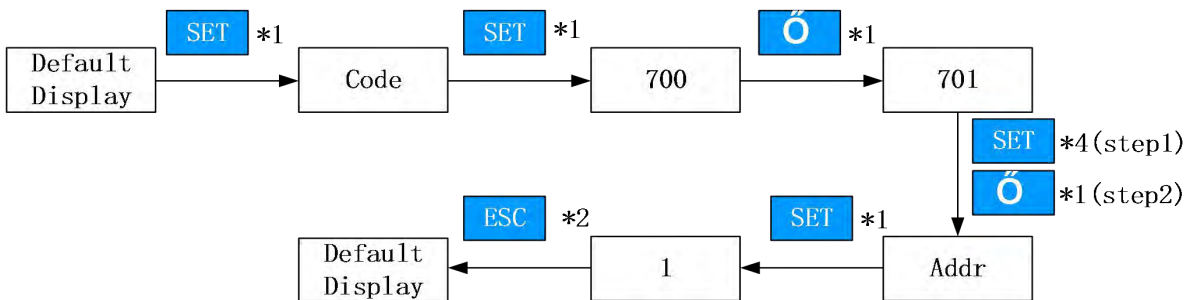 SET *1
SET *1
Ő *1
Default
Display
Code
700
701
SET *4(step1)
Ő *1(step2)
ESC *2
SET *1
Default
Display
1
Addr